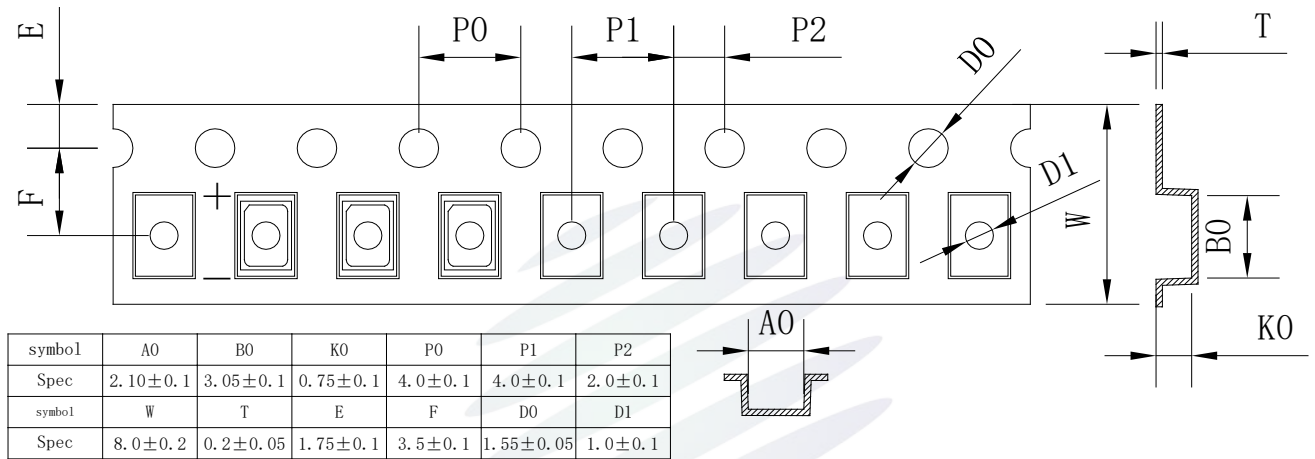 E
P0
P1
P2
D0
T
F
+
−
D1
W
B0
A0
K0
symbol A0 B0 K0 P0 P1 P2
Spec 2.10±0.1 3.05±0.1 0.75±0.1 4.0±0.1 4.0±0.1 2.0±0.1
symbol W T E F D0 D1
Spec 8.0±0.2 0.2±0.05 1.75±0.1 3.5±0.1 1.55±0.05 1.0±0.1